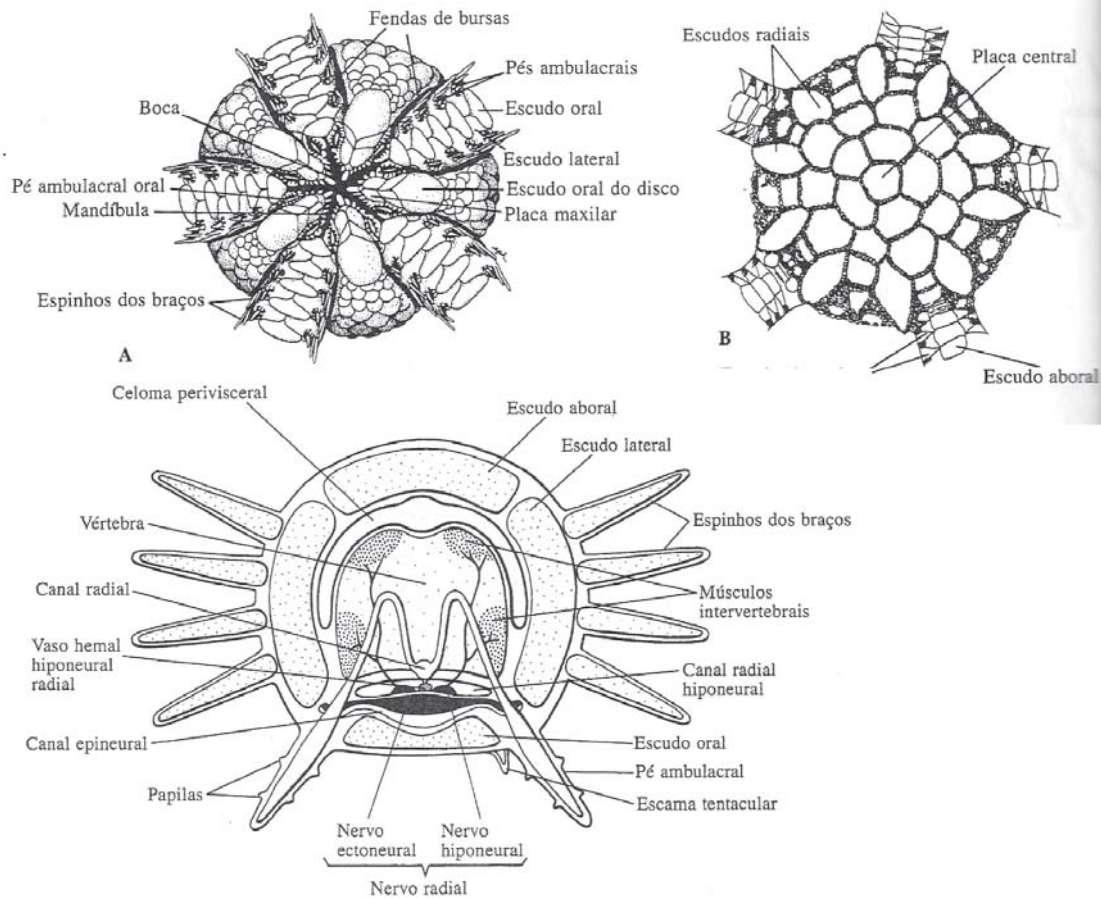 Fendas de bursas
Pés ambulacrais
Escudo oral
Boca
Escudo lateral
Pé ambulacral oral
Escudo oral do disco
Mandíbula
Placa maxilar
Espinhos dos braços
A
Escudos radiais
Placa central
B
Escudo aboral
Celoma perivisceral
Escudo aboral
Escudo lateral
Vértebra
Espinhos dos braços
Canal radial
Músculos
intervertebrais
Vaso hemal
hiponeural
radial
Canal radial
hiponeural
Canal epineural
Escudo oral
Pé ambulacral
Papilas
Escama tentacular
Nervo
ectoneural
Nervo
hiponeural
Nervo radial